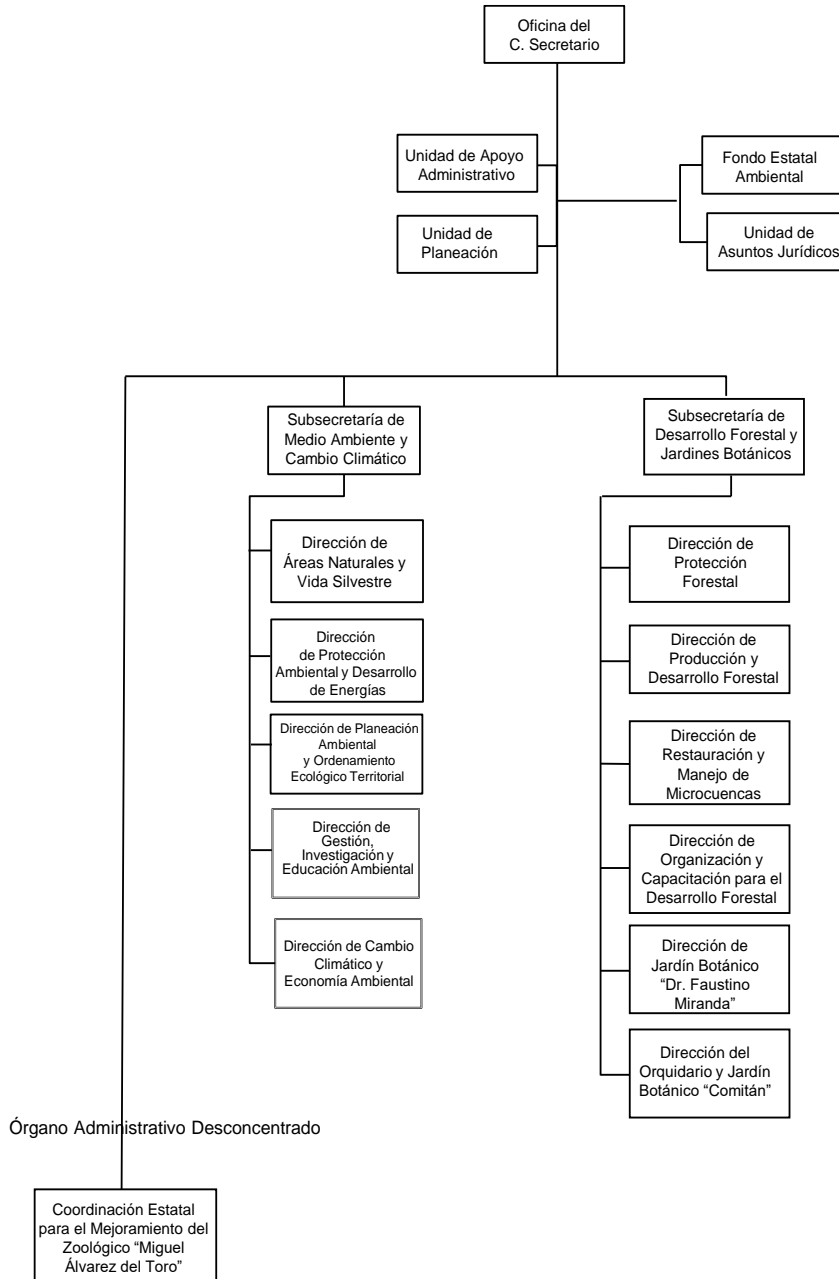 Oficina del
C. Secretario
Unidad de Apoyo
Administrativo
Fondo Estatal
Ambiental
Unidad de
Planeación
Unidad de
Asuntos Jurídicos
Subsecretaría de
Medio Ambiente y
Cambio Climático
Subsecretaría de
Desarrollo Forestal y
Jardines Botánicos
Dirección de
Áreas Naturales y
Vida Silvestre
Dirección
de Protección
Ambiental y Desarrollo
de Energías
Dirección de Planeación
Ambiental
y Ordenamiento
Ecológico Territorial
Dirección de
Gestión,
Investigación y
Educación Ambiental
Dirección de Cambio
Climático y
Economía Ambiental
Dirección de
Protección
Forestal
Dirección de
Producción y
Desarrollo Forestal
Dirección de
Restauración y
Manejo de
Microcuencas
Dirección de
Organización y
Capacitación para el
Desarrollo Forestal
Dirección de
Jardín Botánico
“Dr. Faustino
Miranda”
Dirección del
Orquidario y Jardín
Botánico “Comitán”
Órgano Administrativo Desconcentrado
Coordinación Estatal
para el Mejoramiento del
Zoológico “Miguel
Álvarez del Toro”